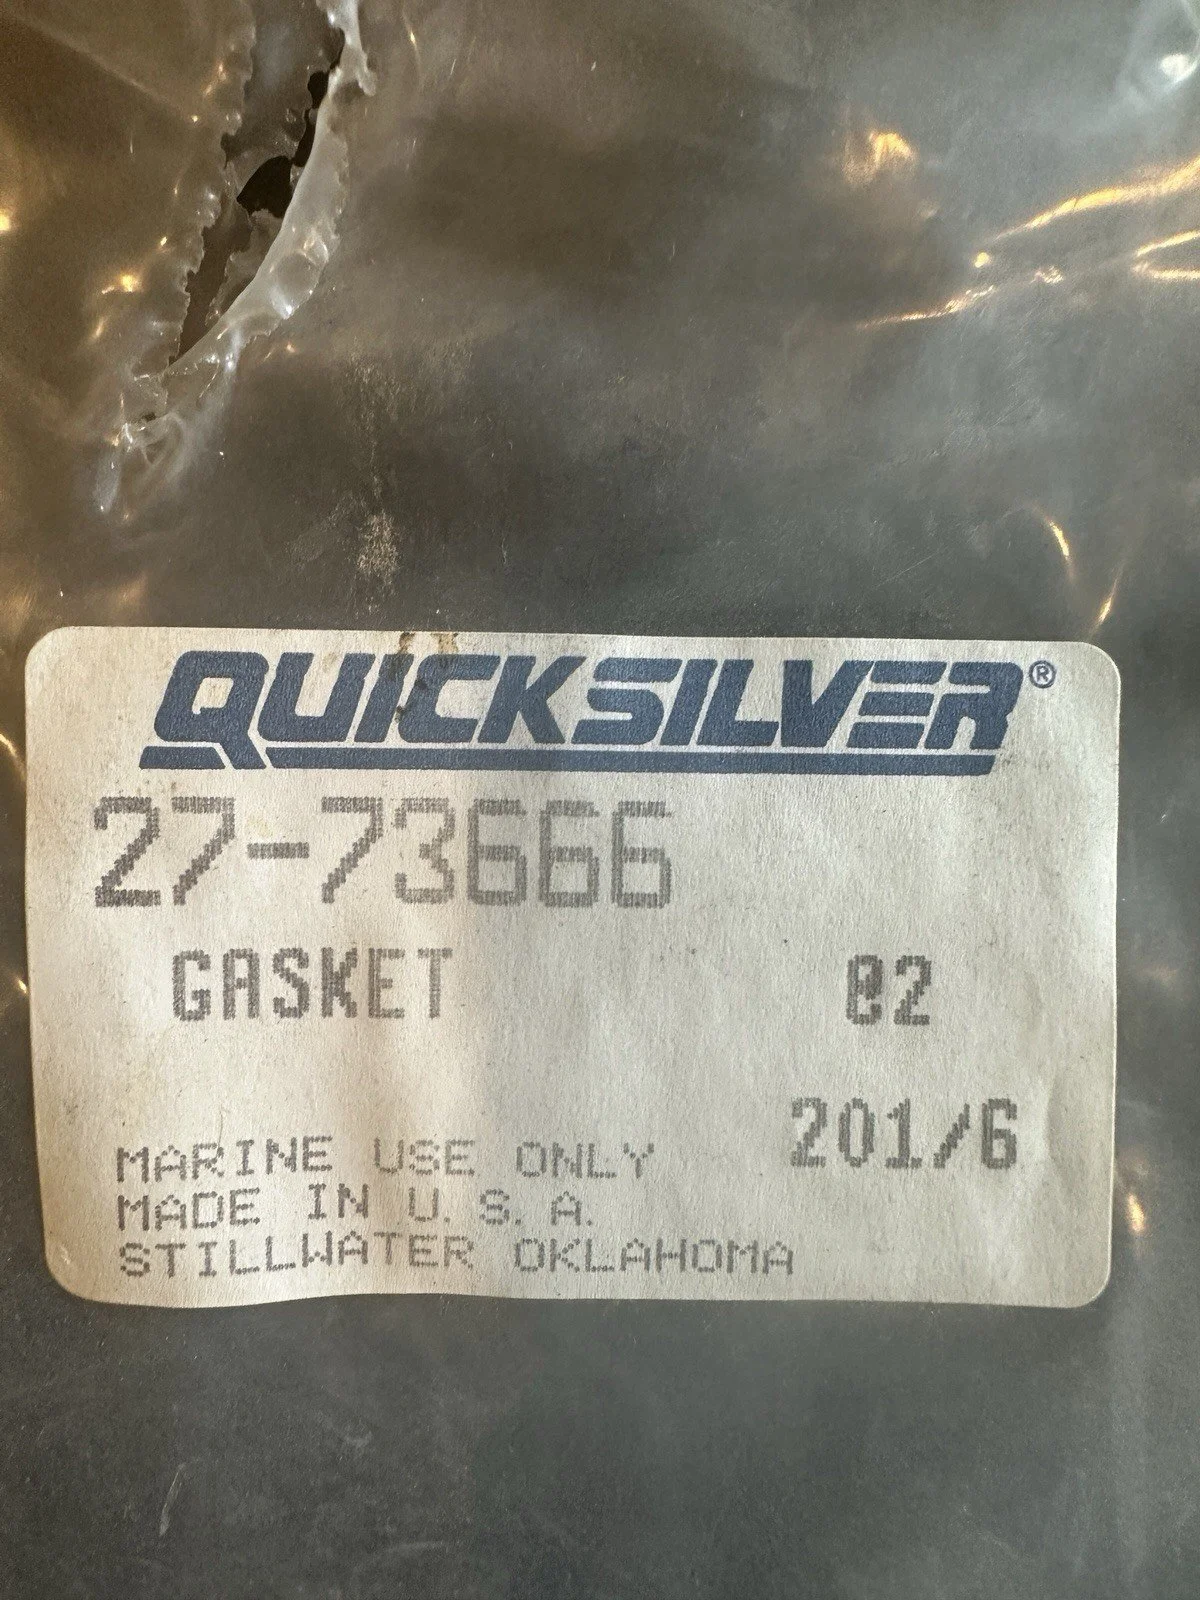 QUICKSILVER®
27-73666
GASKET 02
201/6
MARINE USE ONLY
MADE IN U.S.A.
STILLWATER OKLAHOMA